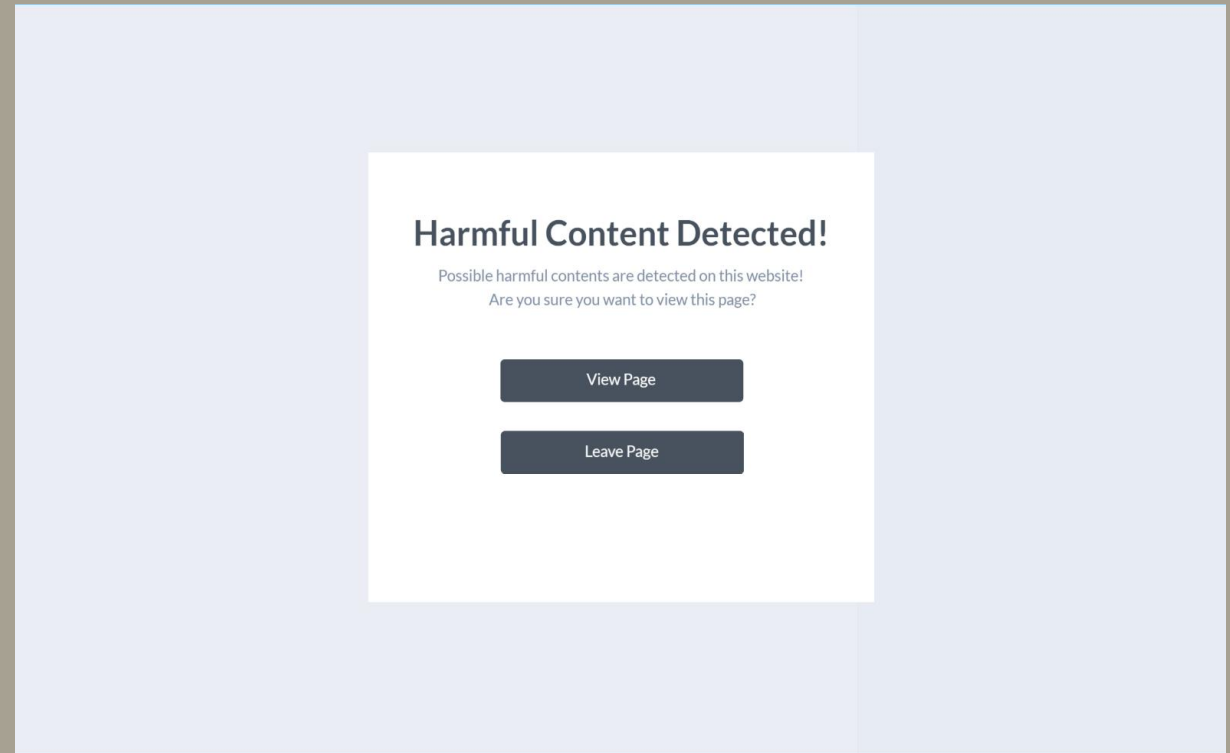 Harmful Content Detected!
Possible harmful contents are detected on this website!
Are you sure you want to view this page?
View Page
Leave Page